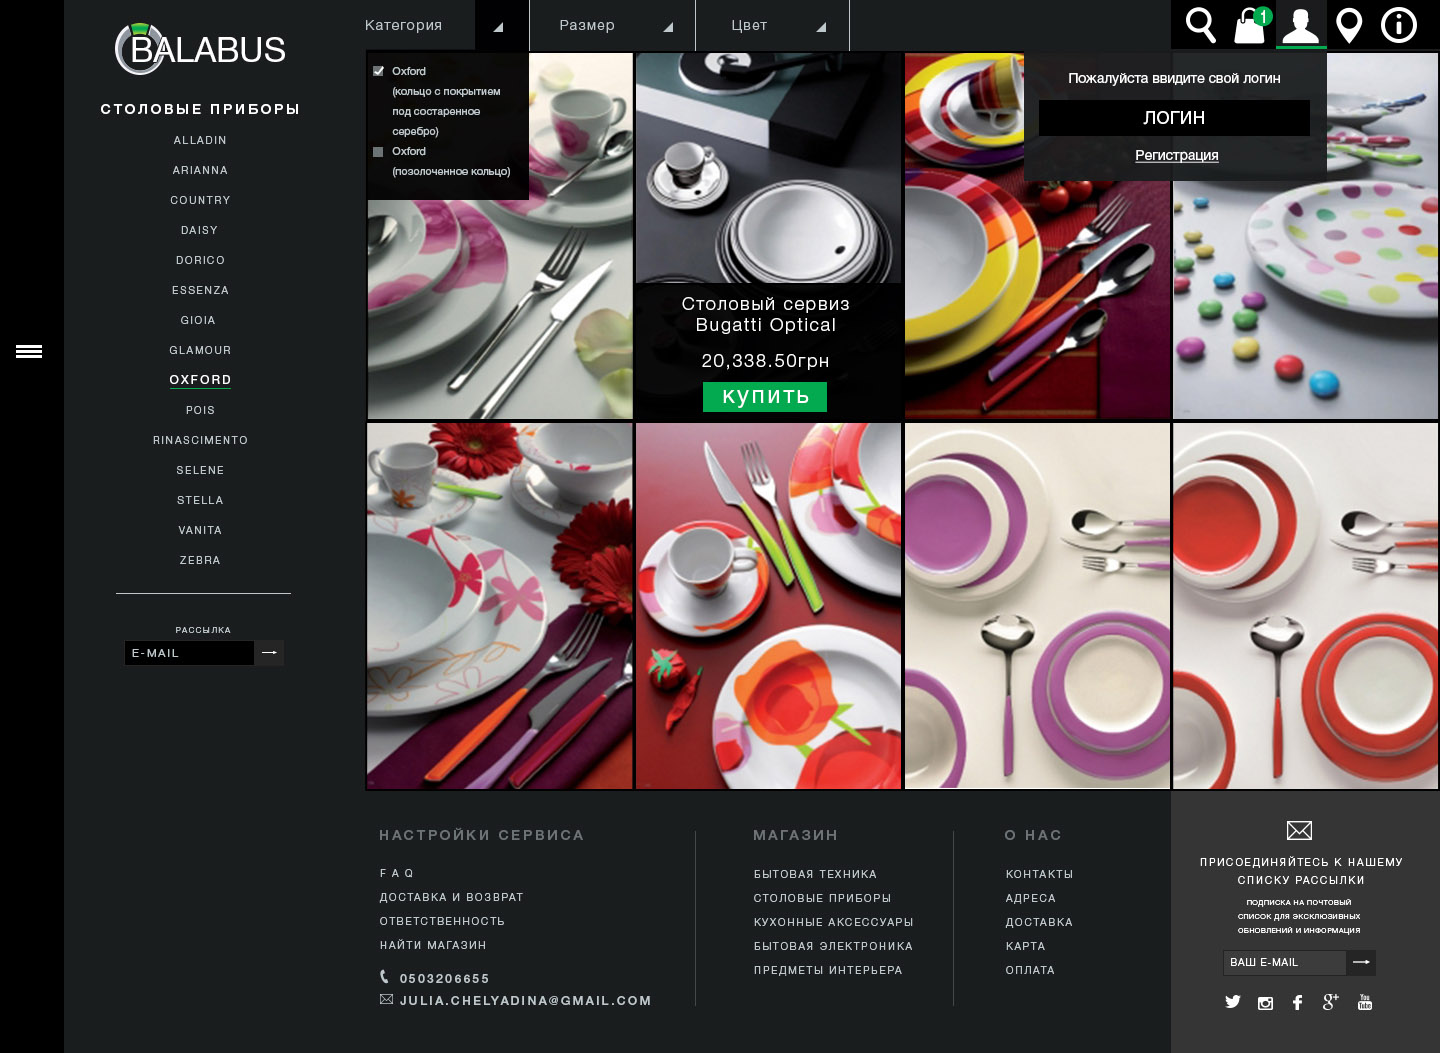 BALABUS
СТОЛОВЫЕ ПРИБОРЫ
ALLADIN
ARIANNA
COUNTRY
DAISY
DORICO
ESSENZA
GIOIA
GLAMOUR
OXFORD
POIS
RINASCIMENTO
SELENE
STELLA
VANITA
ZEBRA
РАССЫЛКА
E-MAIL
Категория
Размер
Цвет
1
Oxford
(кольцо с покрытием
под состаренное
серебро)
Oxford
(позолоченное кольцо)
Пожалуйста ввидите свой логин
ЛОГИН
Регистрация
Столовый сервиз
Bugatti Optical
20,338.50грн
купить
НАСТРОЙКИ СЕРВИСА
F A Q
ДОСТАВКА И ВОЗВРАТ
ОТВЕТСТВЕННОСТЬ
НАЙТИ МАГАЗИН
0503206655
JULIA.CHELYADINA@GMAIL.COM
МАГАЗИН
БЫТОВАЯ ТЕХНИКА
СТОЛОВЫЕ ПРИБОРЫ
КУХОННЫЕ АКСЕССУАРЫ
БЫТОВАЯ ЭЛЕКТРОНИКА
ПРЕДМЕТЫ ИНТЕРЬЕРА
О НАС
КОНТАКТЫ
АДРЕСА
ДОСТАВКА
КАРТА
ОПЛАТА
ПРИСОЕДИНЯЙТЕСЬ К НАШЕМУ
СПИСКУ РАССЫЛКИ
ПОДПИСКА НА ПОЧТОВЫЙ
СПИСОК ДЛЯ ЭКСКЛЮЗИВНЫХ
ОБНОВЛЕНИЙ И ИНФОРМАЦИЯ
ВАШ E-MAIL
You
Tube